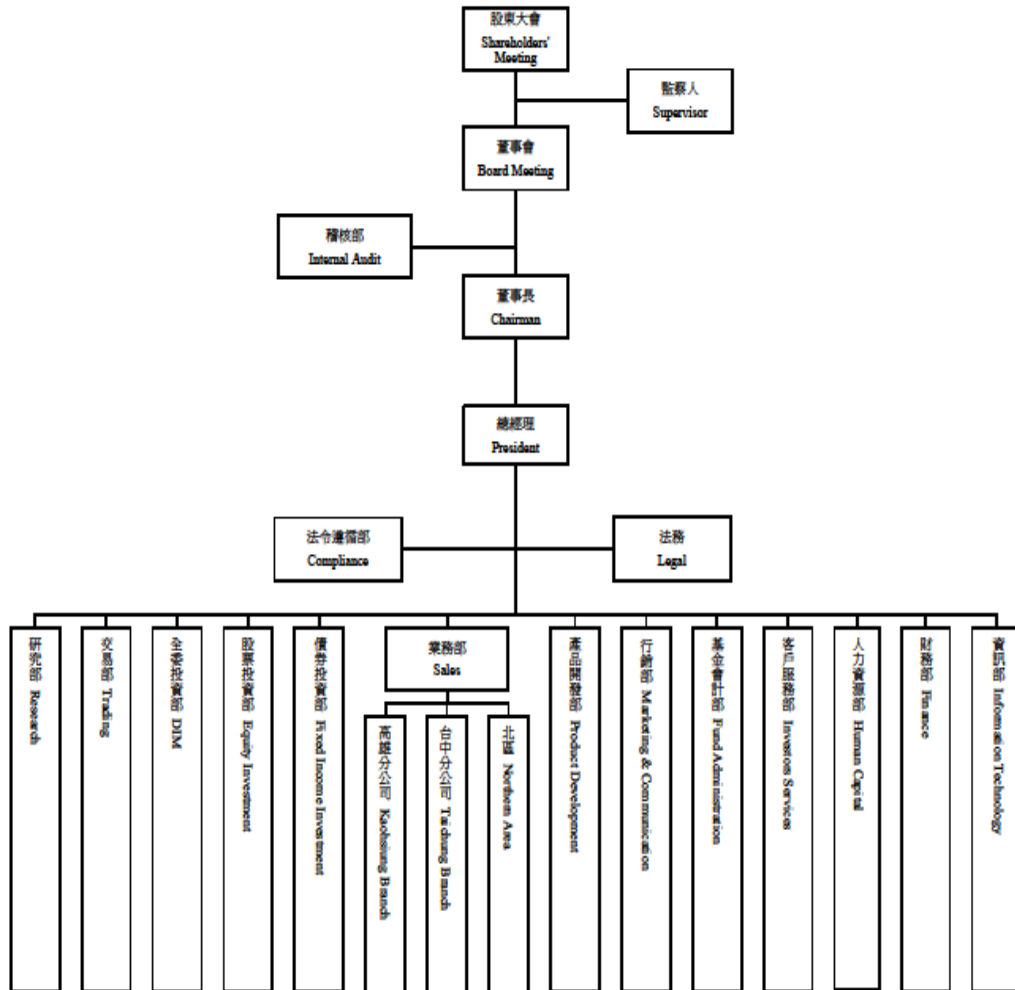 股東大會
Shareholders'
Meeting
監察人
Supervisor
董事會
Board Meeting
稽核部
Internal Audit
董事長
Chairman
總經理
President
法令遵循部
Compliance
法務
Legal
研究部 Research
交易部 Trading
全委投資部 DIM
股票投資部 Equity Investment
債券投資部 Fixed Income Investment
業務部
Sales
高雄分公司 Kaohsiung Branch
台中分公司 Taichung Branch
北區 Northern Area
產品開發部 Product Development
行銷部 Marketing & Communication
基金會計部 Fund Administration
客戶服務部 Investors Services
人力資源部 Human Capital
財務部 Finance
資訊部 Information Technology